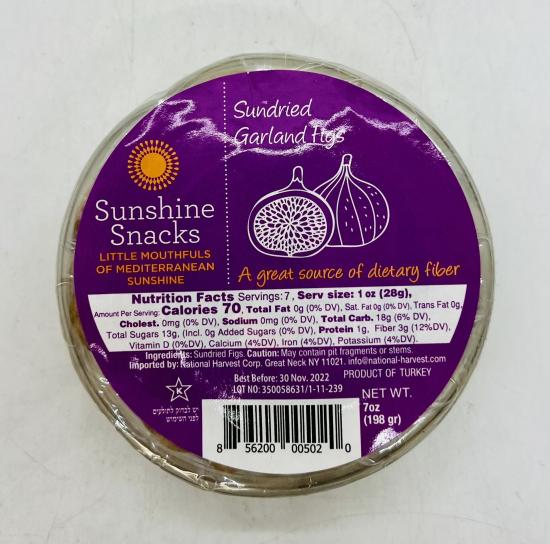 Sundried
Garland figs
Sunshine
Snacks
LITTLE MOUTHFULS
OF MEDITERRANEAN
SUNSHINE
A great source of dietary fiber
Nutrition Facts Servings: 7, Serv size: 1 oz (28g),
Amount Per Serving: Calories 70, Total Fat 0g (0% DV), Sat. Fat 0g (0% DV), Trans Fat 0g,
Cholest. 0mg (0% DV), Sodium 0mg (0% DV), Total Carb. 18g (6% DV),
Total Sugars 13g, (Incl. 0g Added Sugars (0% DV), Protein 1g, Fiber 3g (12%DV),
Vitamin D (0%DV), Calcium (4%DV), Iron (4%DV), Potassium (4%DV).
Ingredients: Sundried Figs. Caution: May contain pit fragments or stems.
Imported by: National Harvest Corp. Great Neck NY 11021. info@national-harvest.com
Best Before: 30 Nov. 2022
PRODUCT OF TURKEY
LOT NO: 350058631/1-11-239
K
יש לבדוק לתולעים
לפני השימוש
NET WT.
7oz
(198 gr)
8 56200 00502 0